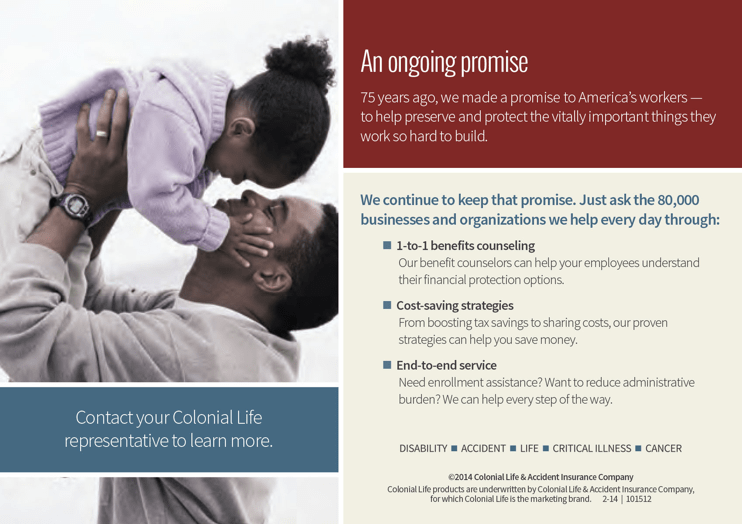 An ongoing promise
75 years ago, we made a promise to America’s workers —
to help preserve and protect the vitally important things they
work so hard to build.
We continue to keep that promise. Just ask the 80,000
businesses and organizations we help every day through:
■ 1-to-1 benefits counseling
Our benefit counselors can help your employees understand
their financial protection options.
■ Cost-saving strategies
From boosting tax savings to sharing costs, our proven
strategies can help you save money.
■ End-to-end service
Need enrollment assistance? Want to reduce administrative
burden? We can help every step of the way.
DISABILITY ■ ACCIDENT ■ LIFE ■ CRITICAL ILLNESS ■ CANCER
©2014 Colonial Life & Accident Insurance Company
Colonial Life products are underwritten by Colonial Life & Accident Insurance Company,
for which Colonial Life is the marketing brand. 2-14 | 101512
Contact your Colonial Life
representative to learn more.